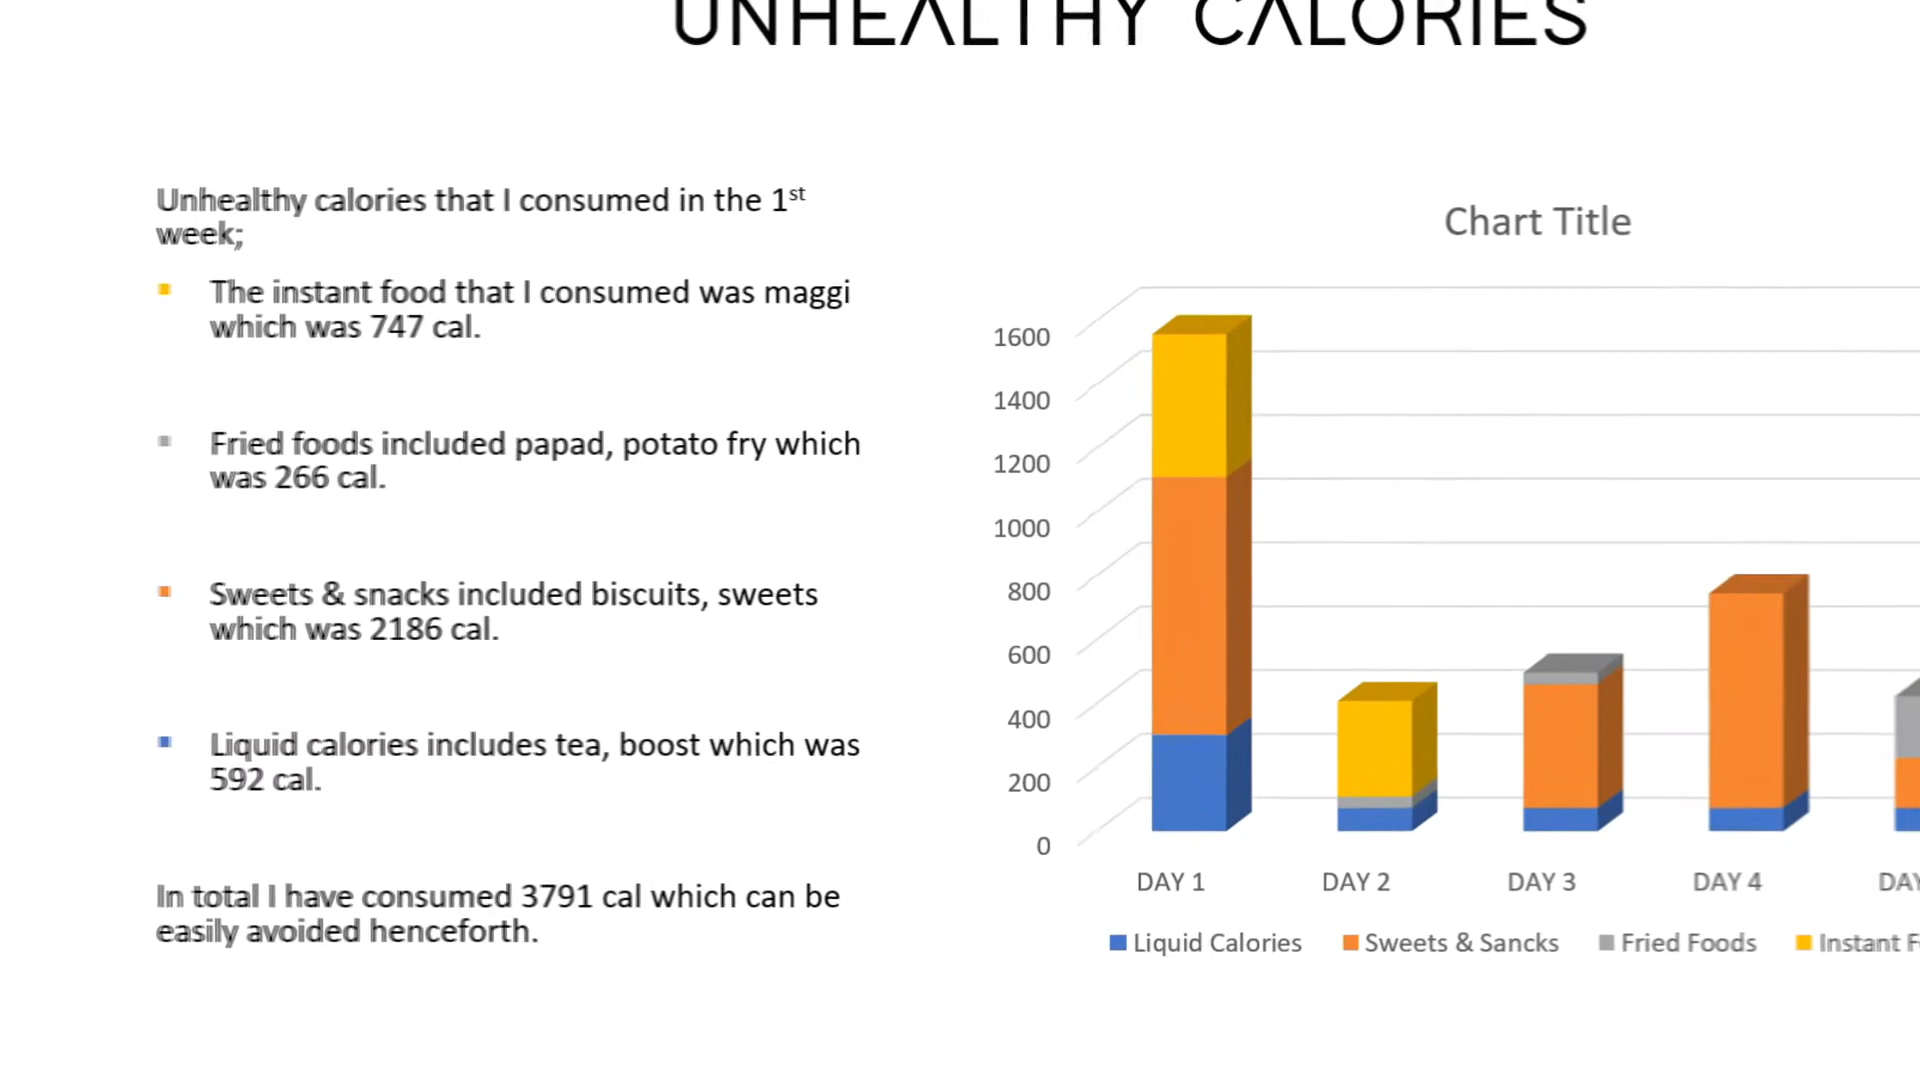 UNHEALTHY CALORIES
Unhealthy calories that I consumed in the 1st
week;
The instant food that I consumed was maggi
which was 747 cal.
Fried foods included papad, potato fry which
was 266 cal.
Sweets & snacks included biscuits, sweets
which was 2186 cal.
Liquid calories includes tea, boost which was
592 cal.
In total I have consumed 3791 cal which can be
easily avoided henceforth.
Chart Title
1600
1400
1200
1000
800
600
400
200
0
DAY 1 DAY 2 DAY 3 DAY 4 DAY
Liquid Calories Sweets & Sancks Fried Foods Instant